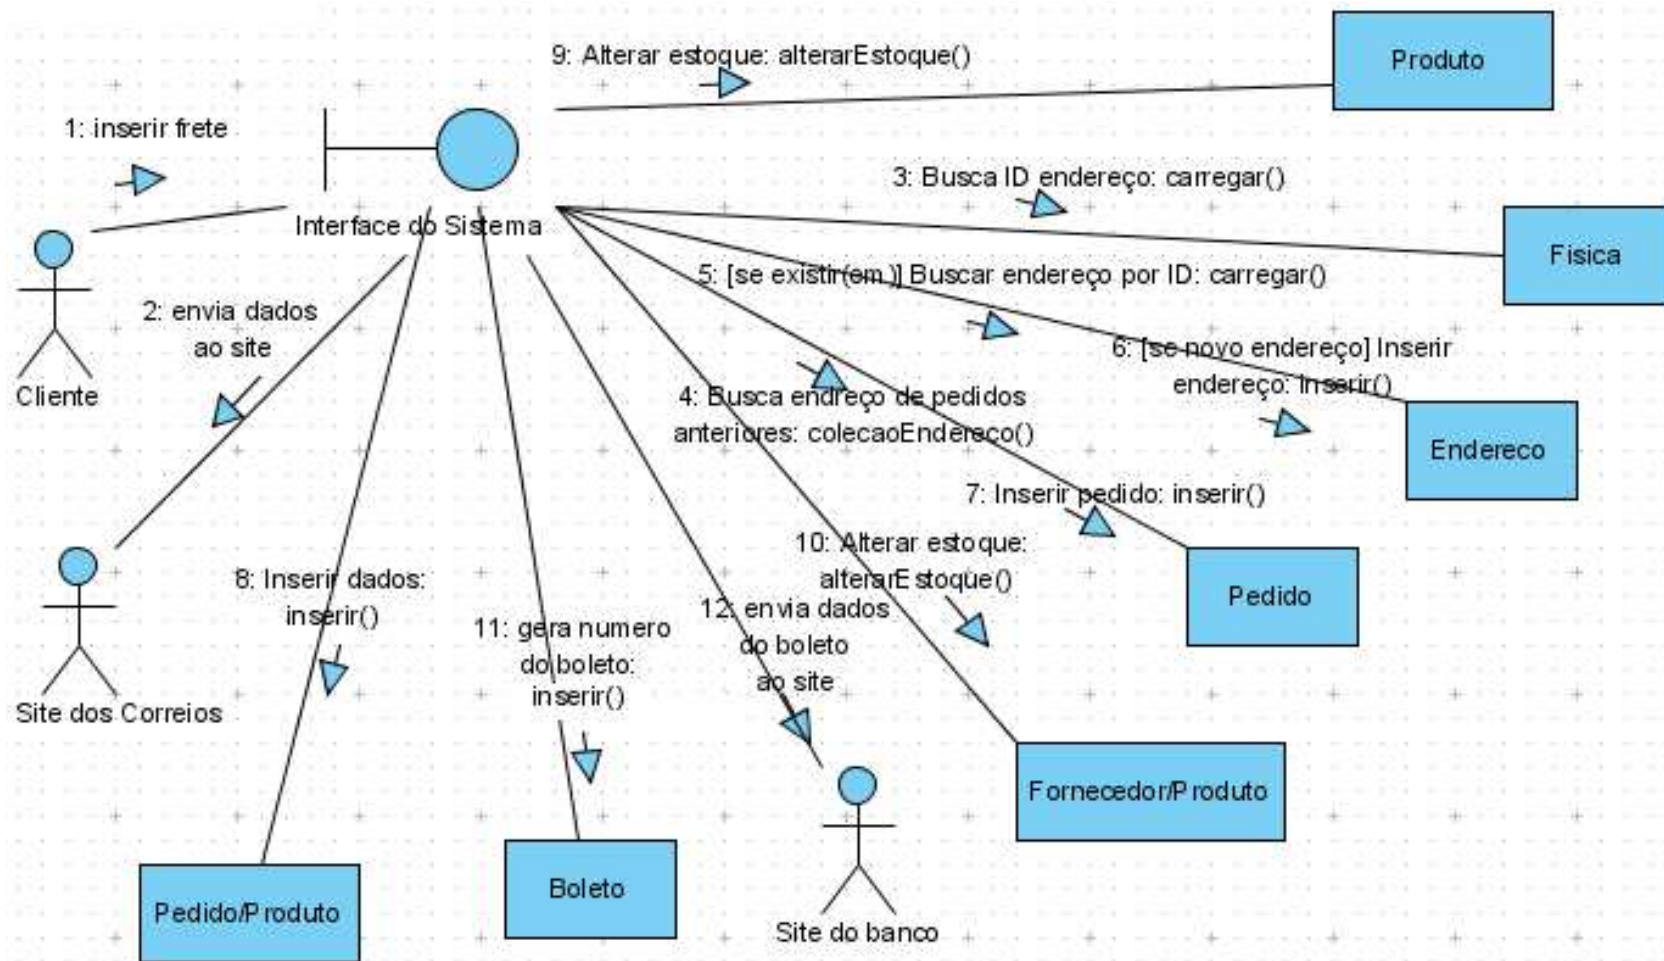 9: Alterar estoque: alterarEstoque()
Produto
1: inserir frete
3: Busca ID endereço: carregar()
Interface do Sistema
Fisica
5: [se existir(em )] Buscar endereço por ID: carregar()
2: envia dados
ao site
6: [se novo endereço] Inserir
endereço: Inserir()
Cliente
4: Busca endreço de pedidos
anteriores: colecaoEndereco()
Endereco
7: Inserir pedido: inserir()
10: Alterar estoque:
alterarEstoque()
Pedido
8: Inserir dados:
inserir()
11: gera numero
do boleto:
inserir()
12: envia dados
do boleto
ao site
Site dos Correios
Fornecedor/Produto
Boleto
Pedido/Produto
Site do banco